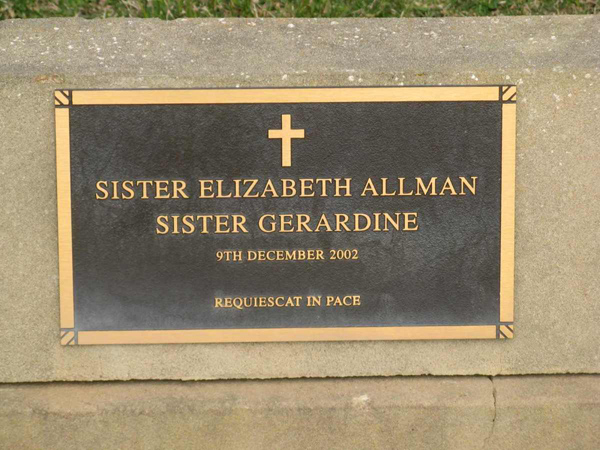 SISTER ELIZABETH ALLMAN
SISTER GERARDINE
9TH DECEMBER 2002
REQUIESCAT IN PACE